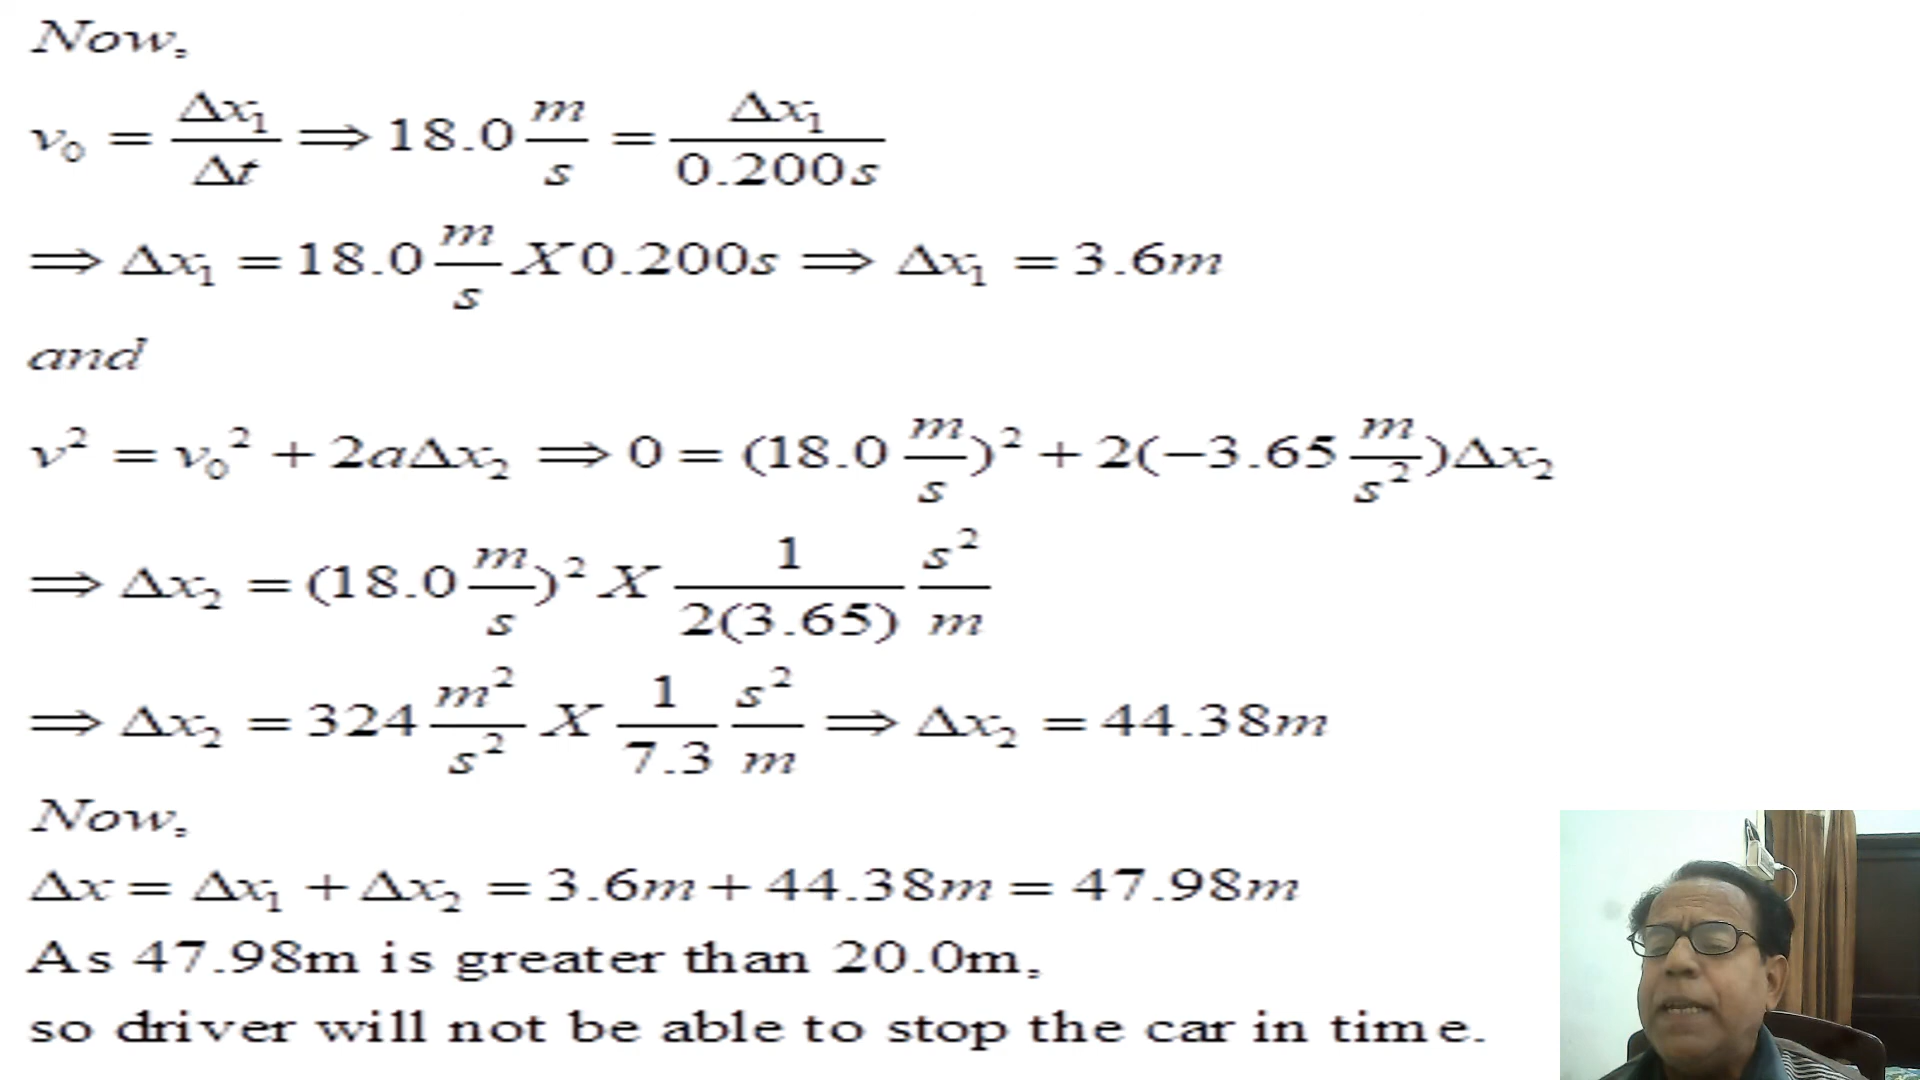 Now,
v₀ = Δx₁/Δt ⇒ 18.0 m/s = Δx₁/0.200s
⇒ Δx₁ = 18.0 m/s X 0.200s ⇒ Δx₁ = 3.6m
and
v² = v₀² + 2aΔx₂ ⇒ 0 = (18.0 m/s)² + 2(−3.65 m/s²)Δx₂
⇒ Δx₂ = (18.0 m/s)² X 1/2(3.65) s²/m
⇒ Δx₂ = 324 m²/s² X 1/7.3 s²/m ⇒ Δx₂ = 44.38m
Now,
Δx = Δx₁ + Δx₂ = 3.6m + 44.38m = 47.98m
As 47.98m is greater than 20.0m,
so driver will not be able to stop the car in time.